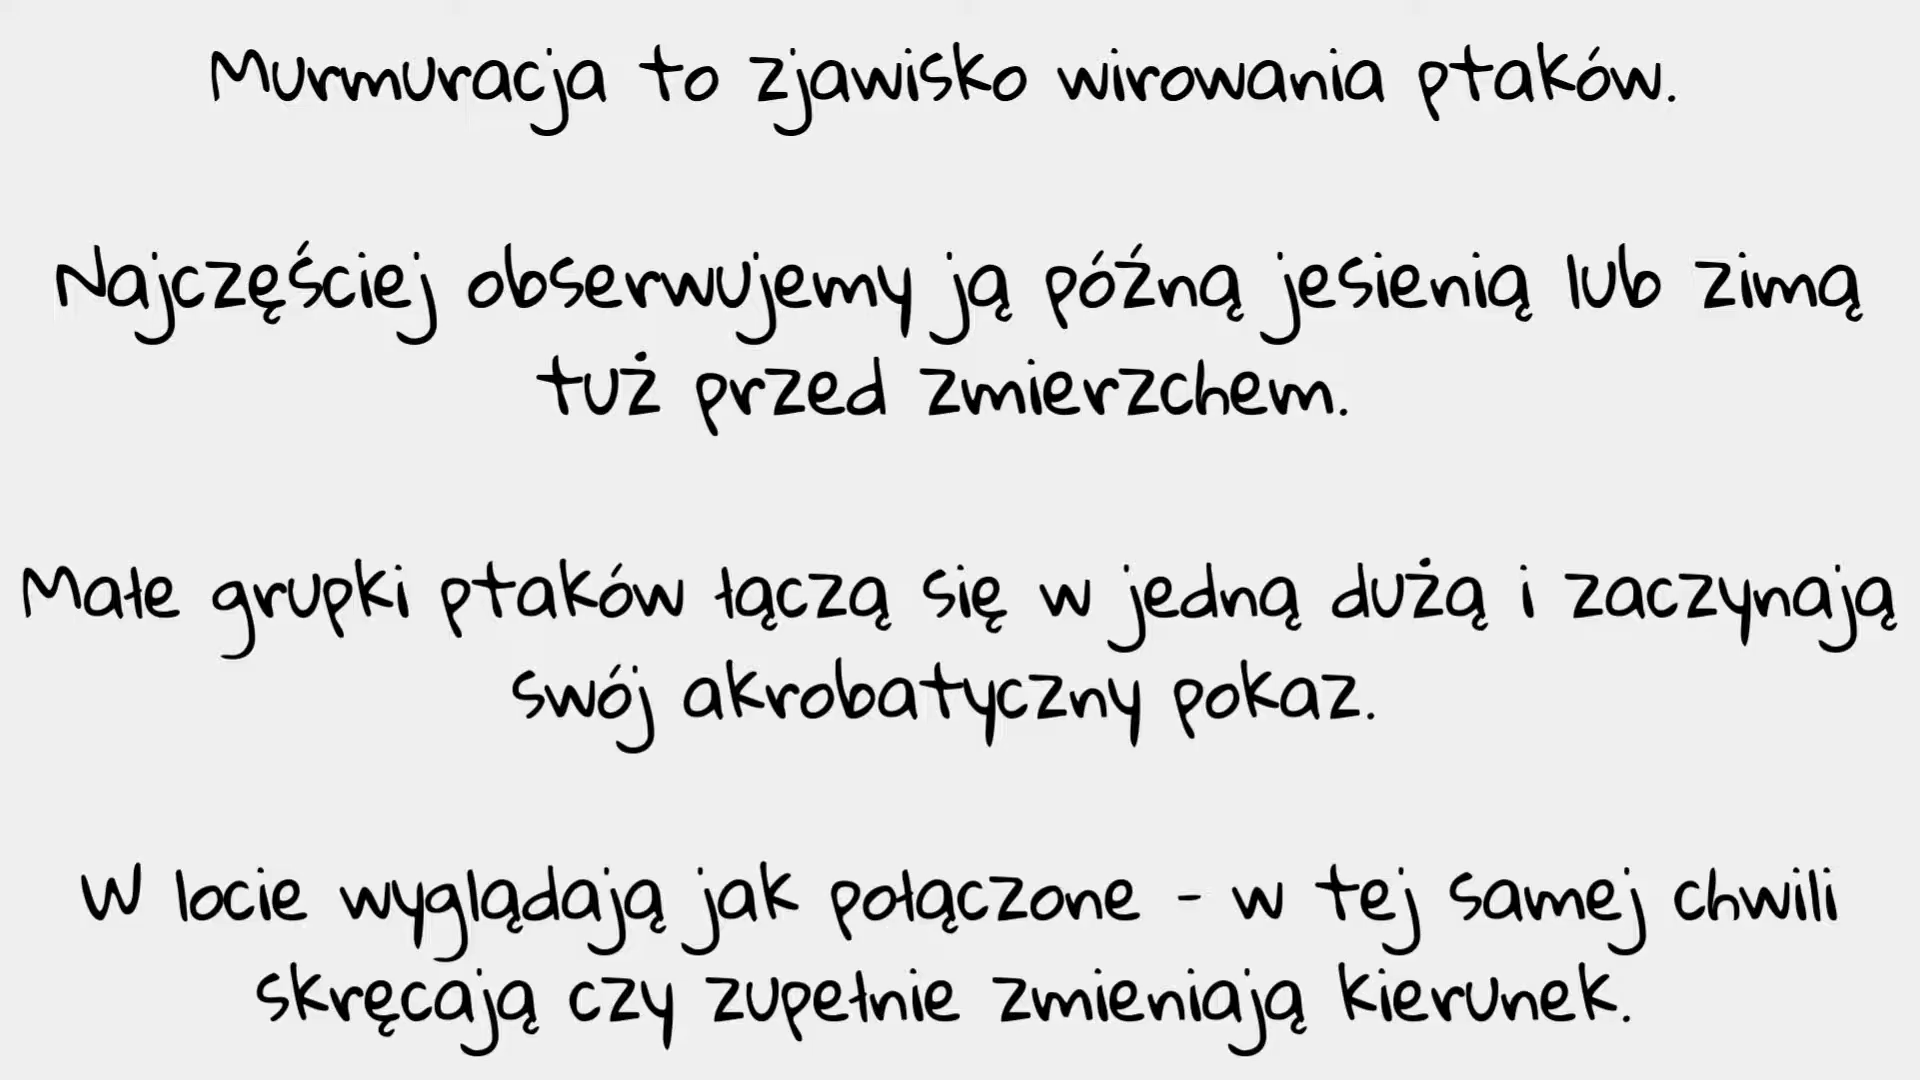 Murmuracja to zjawisko wirowania ptaków.
Najczęściej obserwujemy ją późną jesienią lub zimą
tuż przed zmierzchem.
Małe grupki ptaków łączą się w jedną dużą i zaczynają
swój akrobatyczny pokaz.
W locie wyglądają jak połączone - w tej samej chwili
skręcają czy zupełnie zmieniają kierunek.